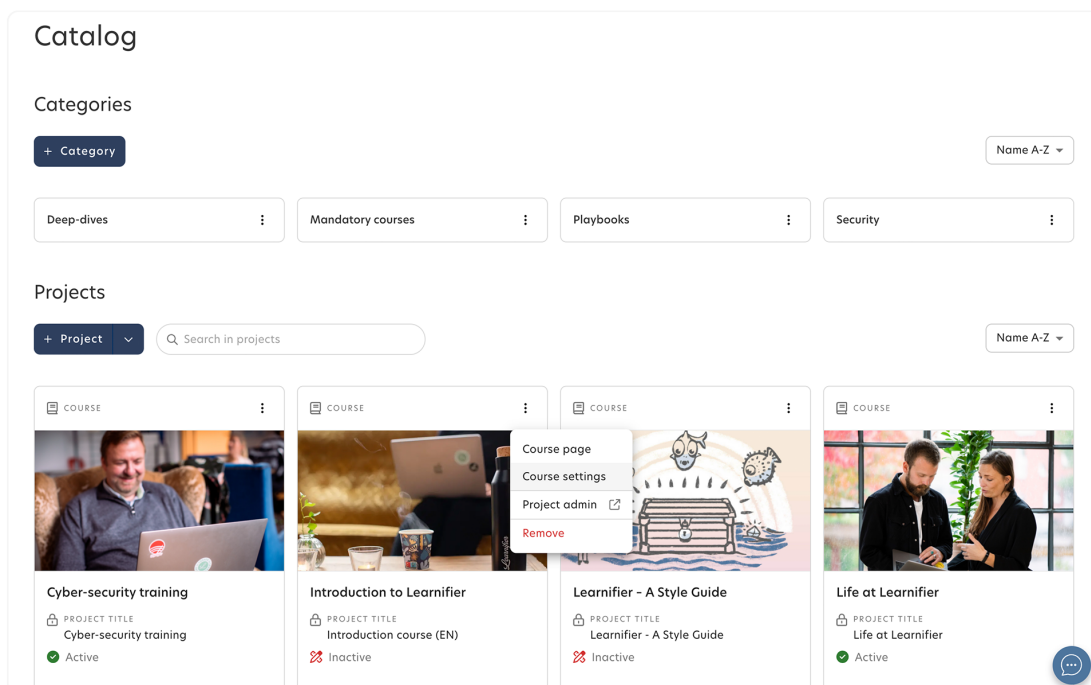 Catalog
Categories
+ Category
Name A-Z
Deep-dives
Mandatory courses
Playbooks
Security
Projects
+ Project
Search in projects
Name A-Z
COURSE
COURSE
COURSE
COURSE
Course page
Course settings
Project admin
Remove
Learnifier
Cyber-security training
Introduction to Learnifier
Learnifier - A Style Guide
Life at Learnifier
PROJECT TITLE
PROJECT TITLE
PROJECT TITLE
PROJECT TITLE
Cyber-security training
Introduction course (EN)
Learnifier - A Style Guide
Life at Learnifier
Active
Inactive
Inactive
Active